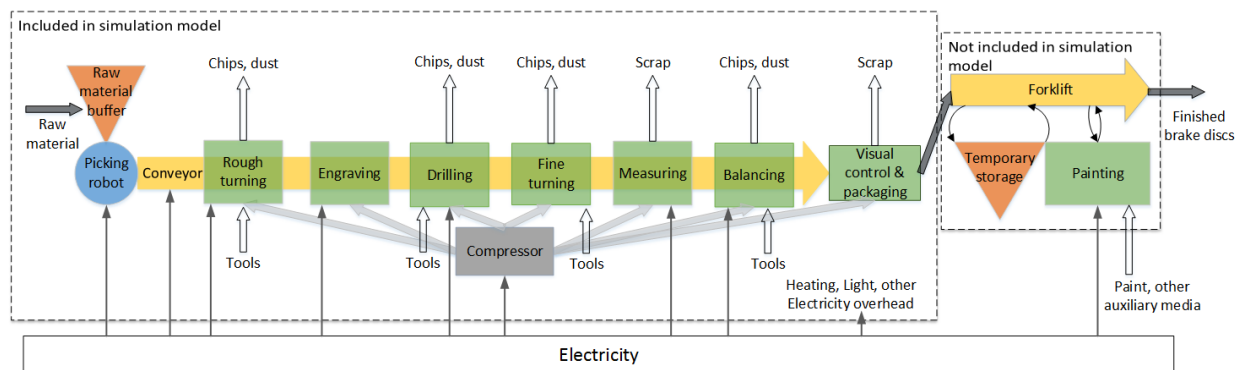 Included in simulation model
Not included in simulation
model
Chips, dust
Chips, dust
Chips, dust
Scrap
Chips, dust
Scrap
Raw
material
buffer
Raw
material
Picking
robot
Conveyor
Rough
turning
Engraving
Drilling
Fine
turning
Measuring
Balancing
Visual
control &
packaging
Forklift
Finished
brake discs
Temporary
storage
Painting
Compressor
Tools
Tools
Tools
Tools
Heating, Light, other
Electricity overhead
Paint, other
auxiliary media
Electricity